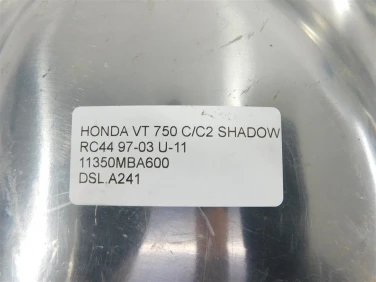 HONDA VT 750 C/C2 SHADOW
RC44 97-03 U-11
11350MBA600
DSL.A241